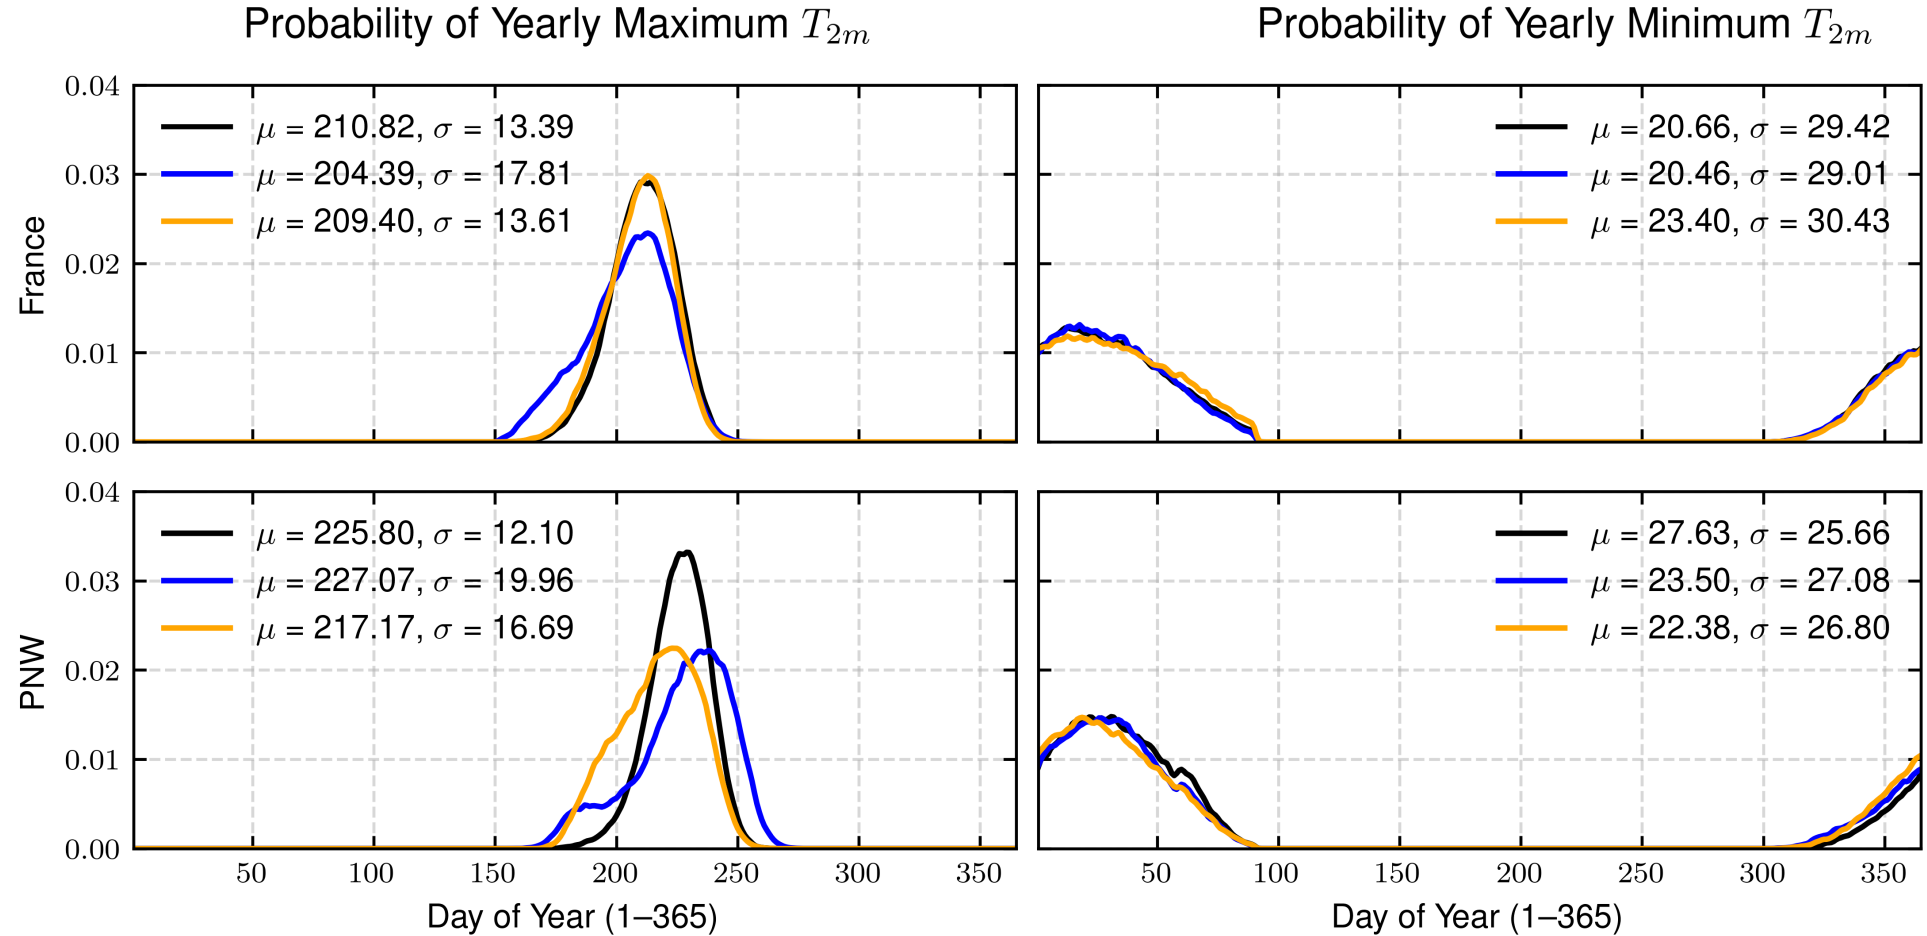 Probability of Yearly Maximum T2m
Probability of Yearly Minimum T2m
France
0.04
0.03
0.02
0.01
0.00
μ = 210.82, σ = 13.39
μ = 204.39, σ = 17.81
μ = 209.40, σ = 13.61
μ = 20.66, σ = 29.42
μ = 20.46, σ = 29.01
μ = 23.40, σ = 30.43
PNW
0.04
0.03
0.02
0.01
0.00
μ = 225.80, σ = 12.10
μ = 227.07, σ = 19.96
μ = 217.17, σ = 16.69
μ = 27.63, σ = 25.66
μ = 23.50, σ = 27.08
μ = 22.38, σ = 26.80
50 100 150 200 250 300 350
50 100 150 200 250 300 350
Day of Year (1–365)
Day of Year (1–365)